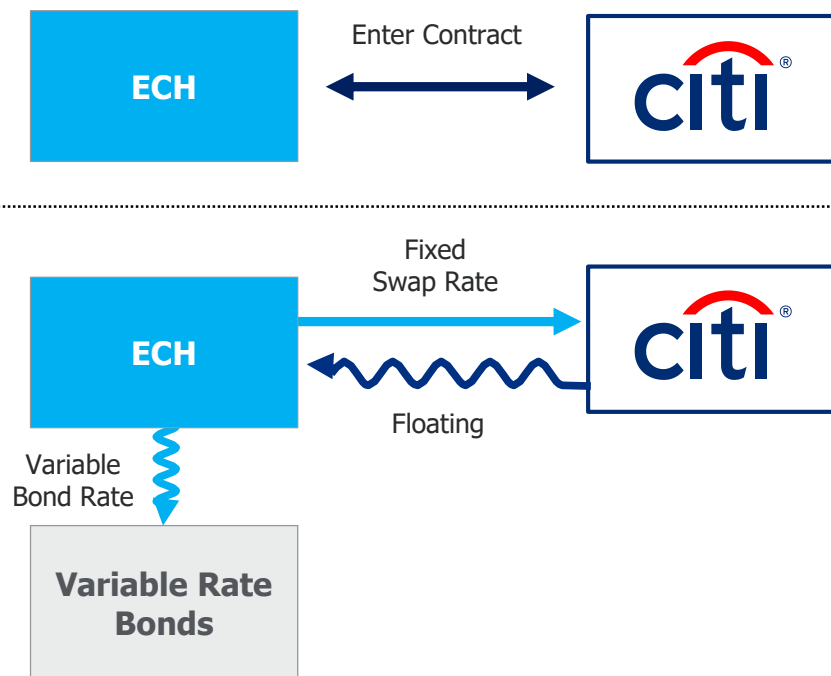 Enter Contract
ECH
citi®
Fixed
Swap Rate
ECH
citi®
Floating
Variable
Bond Rate
Variable Rate
Bonds